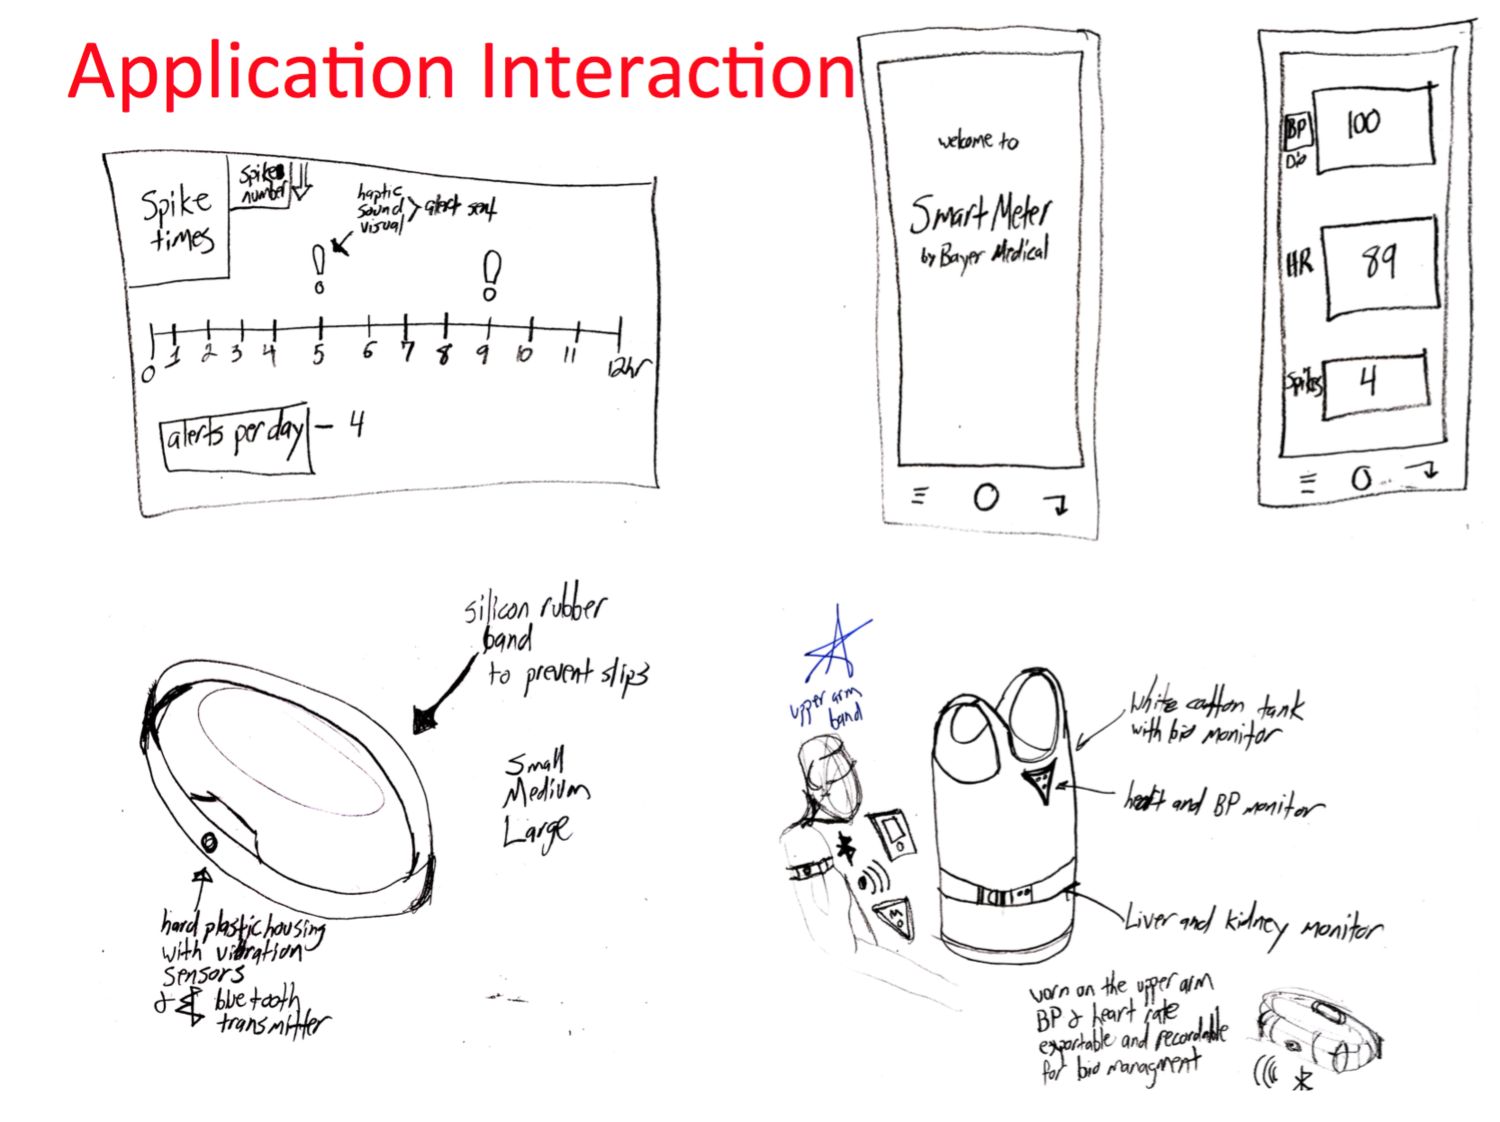 Application Interaction
Spike
times
Spike
number
haptic
sound
visual
alert sent
0 1 2 3 4 5 6 7 8 9 10 11 12hr
alerts per day - 4
welcome to
Smart Meter
by Bayer Medical
BP
Dio
100
HR
89
Spikes
4
silicon rubber
band
to prevent slips
Small
Medium
Large
hard plastic housing
with vibration
sensors
& bluetooth
transmitter
upper arm
band
White cotton tank
with bio monitor
heart and BP monitor
Liver and kidney monitor
worn on the upper arm
BP & heart rate
exportable and recordable
for bio managment